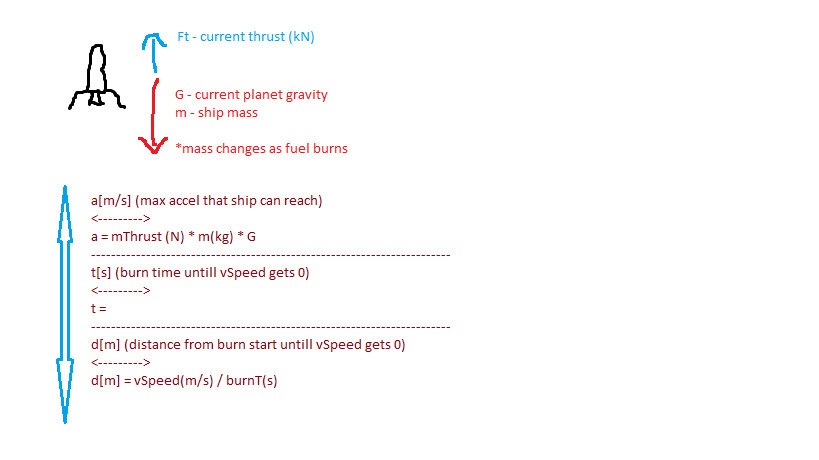 Ft - current thrust (kN)
G - current planet gravity
m - ship mass
*mass changes as fuel burns
a[m/s] (max accel that ship can reach)
<--------->
a = mThrust (N) * m(kg) * G
------------------------------------------------------------------------
t[s] (burn time untill vSpeed gets 0)
<--------->
t =
------------------------------------------------------------------------
d[m] (distance from burn start untill vSpeed gets 0)
<--------->
d[m] = vSpeed(m/s) / burnT(s)